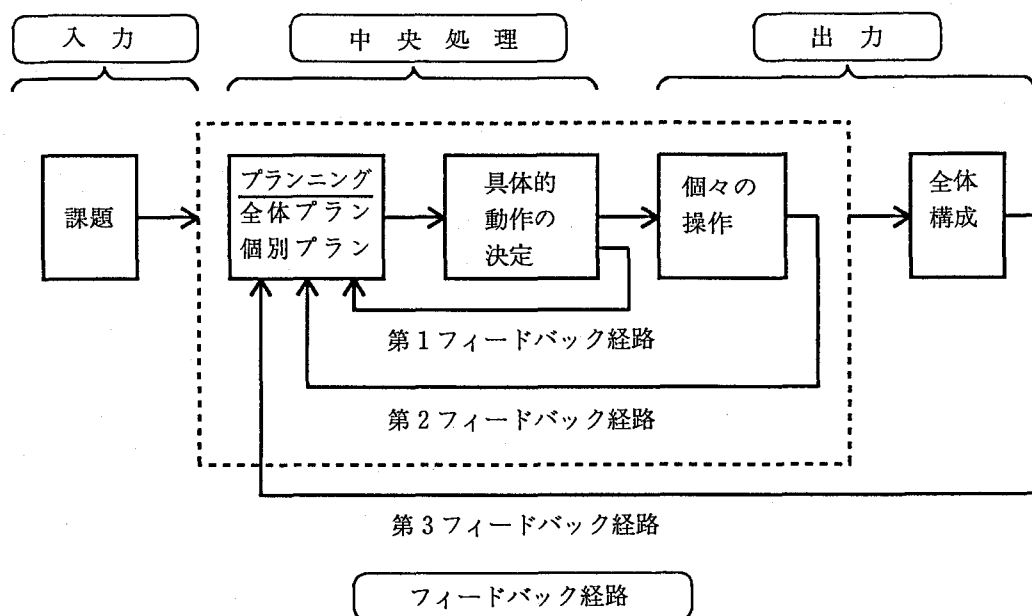 入力
中央処理
出力
課題
プランニング
全体プラン
個別プラン
具体的
動作の
決定
個々の
操作
全体
構成
第1フィードバック経路
第2フィードバック経路
第3フィードバック経路
フィードバック経路